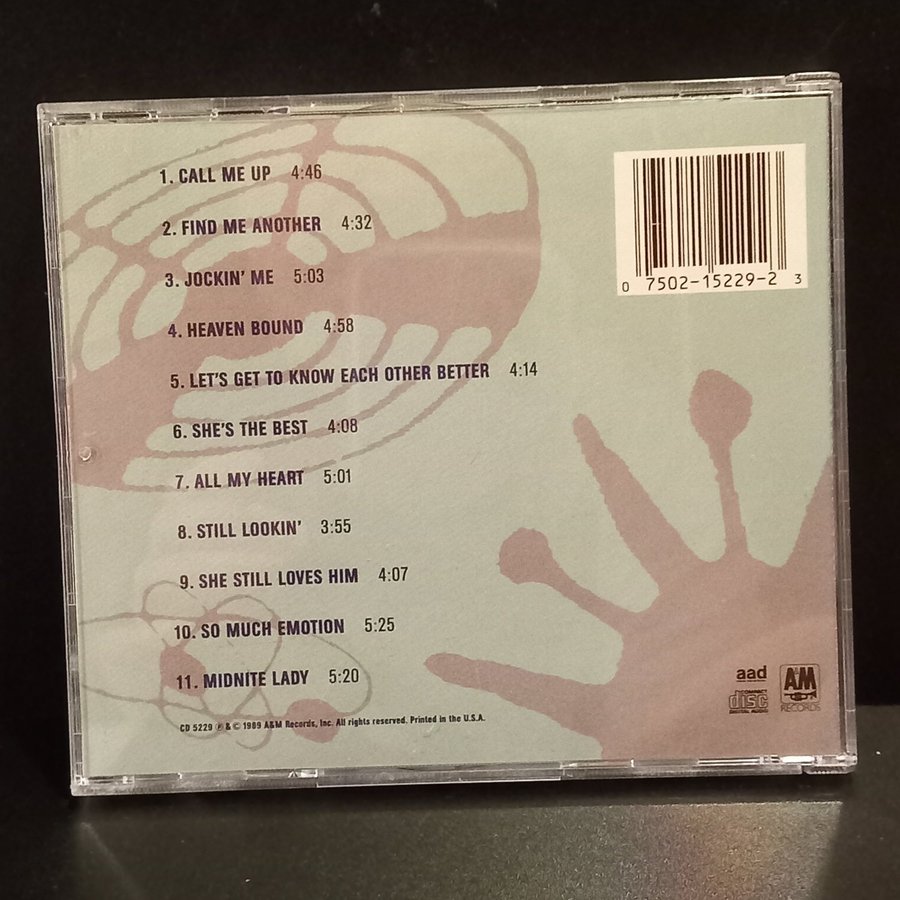 1. CALL ME UP 4:46
2. FIND ME ANOTHER 4:32
3. JOCKIN' ME 5:03
4. HEAVEN BOUND 4:58
5. LET'S GET TO KNOW EACH OTHER BETTER 4:14
6. SHE'S THE BEST 4:08
7. ALL MY HEART 5:01
8. STILL LOOKIN' 3:55
9. SHE STILL LOVES HIM 4:07
10. SO MUCH EMOTION 5:25
11. MIDNITE LADY 5:20
CD 5229 ℗ & © 1989 A&M Records, Inc. All rights reserved. Printed in the U.S.A.
0 7502-15229-2 3
aad
COMPACT
disc
DIGITAL AUDIO
A&M
RECORDS